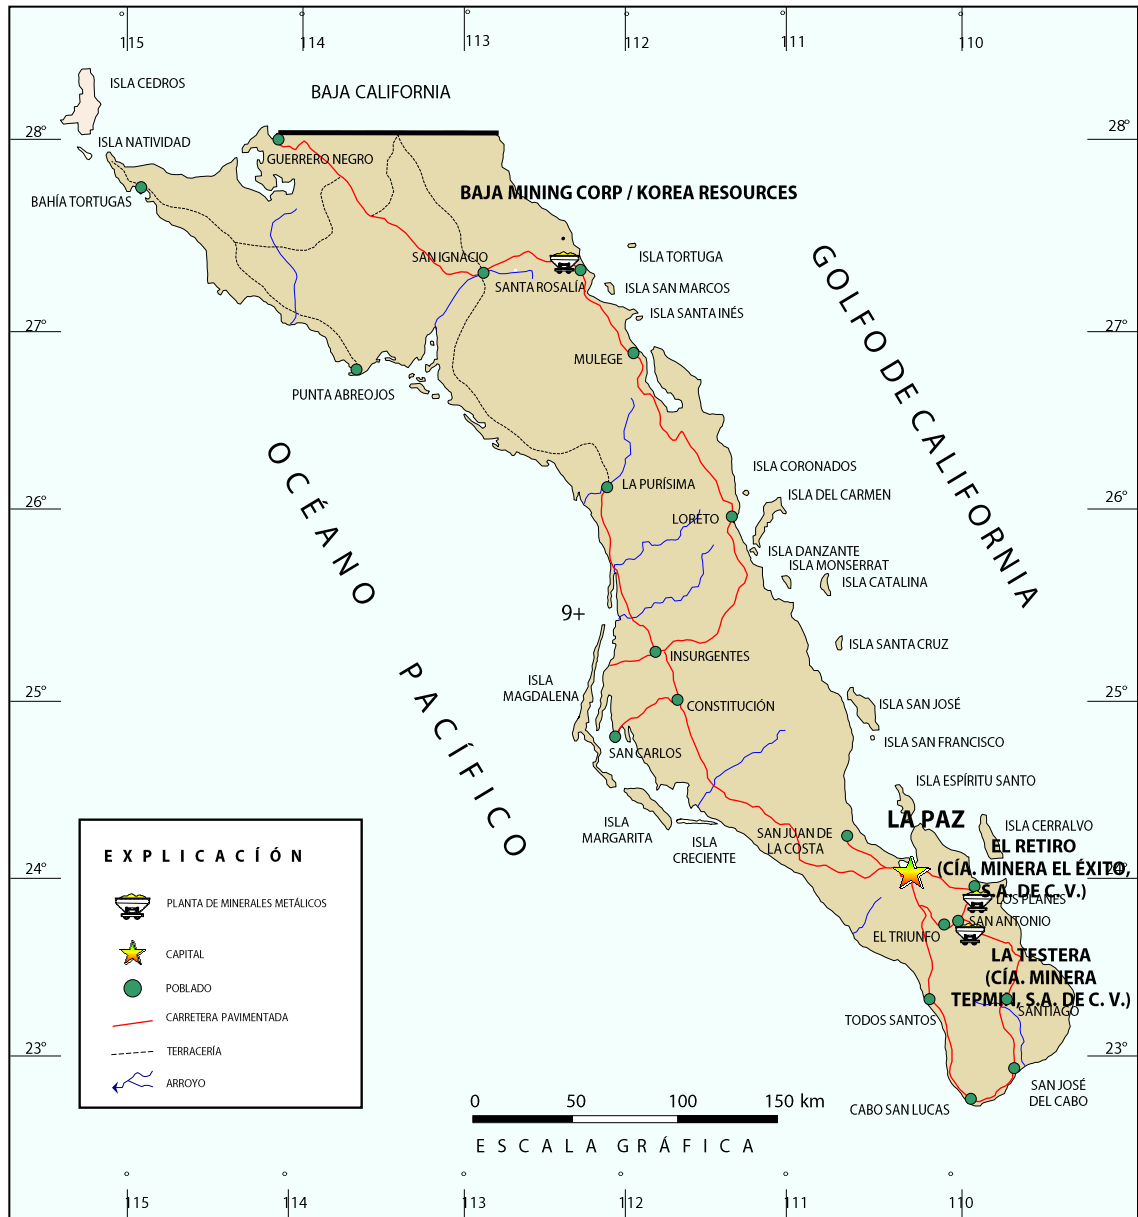 115
114
113
112
111
110
ISLA CEDROS
BAJA CALIFORNIA
28°
28°
ISLA NATIVIDAD
GUERRERO NEGRO
BAHÍA TORTUGAS
BAJA MINING CORP / KOREA RESOURCES
SAN IGNACIO
SANTA ROSALÍA
ISLA TORTUGA
ISLA SAN MARCOS
ISLA SANTA INÉS
GOLFO DE CALIFORNIA
27°
27°
MULEGE
PUNTA ABREOJOS
OCÉANO PACÍFICO
ISLA CORONADOS
LA PURÍSIMA
ISLA DEL CARMEN
26°
26°
LORETO
ISLA DANZANTE
ISLA MONSERRAT
ISLA CATALINA
9+
ISLA SANTA CRUZ
INSURGENTES
ISLA
MAGDALENA
25°
25°
CONSTITUCIÓN
ISLA SAN JOSÉ
SAN CARLOS
ISLA SAN FRANCISCO
ISLA ESPÍRITU SANTO
ISLA
MARGARITA
ISLA
CRECIENTE
SAN JUAN DE
LA COSTA
LA PAZ
ISLA CERRALVO
24°
24°
EL RETIRO
(CÍA. MINERA EL ÉXITO,
S.A. DE C. V.)
LOS PLANES
SAN ANTONIO
EL TRIUNFO
LA TESTERA
(CÍA. MINERA
TEPMIN, S.A. DE C. V.)
SANTIAGO
TODOS SANTOS
23°
23°
SAN JOSÉ
DEL CABO
CABO SAN LUCAS
EXPLICACÍÓN
PLANTA DE MINERALES METÁLICOS
CAPITAL
POBLADO
CARRETERA PAVIMENTADA
TERRACERÍA
ARROYO
0 50 100 150 km
ESCALA GRÁFICA
115
114
113
112
111
110